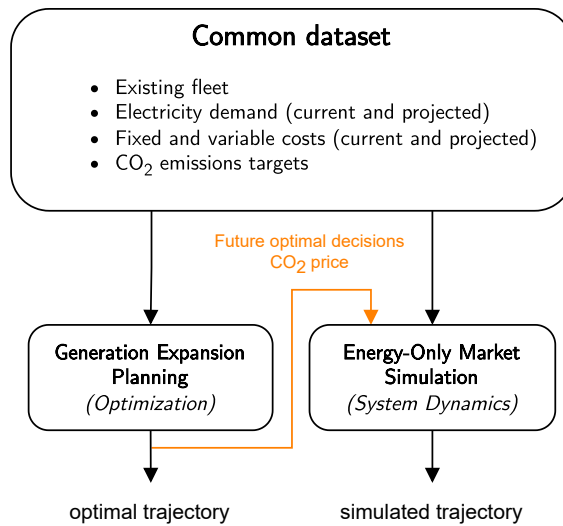 Common dataset
• Existing fleet
• Electricity demand (current and projected)
• Fixed and variable costs (current and projected)
• CO₂ emissions targets
Future optimal decisions
CO₂ price
Generation Expansion
Planning
(Optimization)
Energy-Only Market
Simulation
(System Dynamics)
optimal trajectory
simulated trajectory